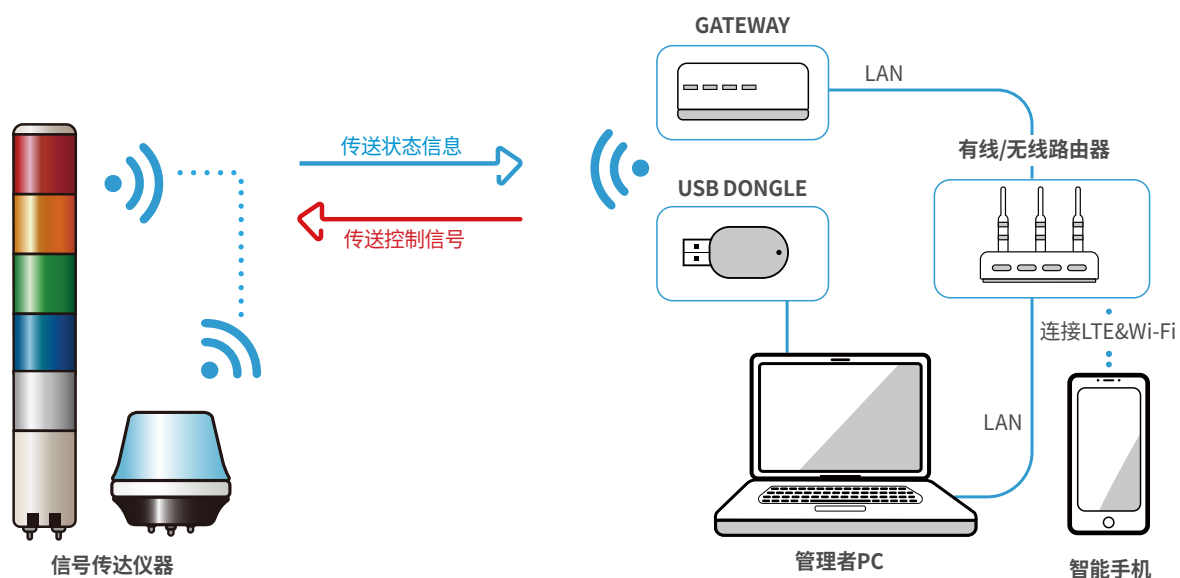 GATEWAY
LAN
传送状态信息
有线/无线路由器
USB DONGLE
传送控制信号
连接LTE&Wi-Fi
LAN
信号传达仪器
管理者PC
智能手机